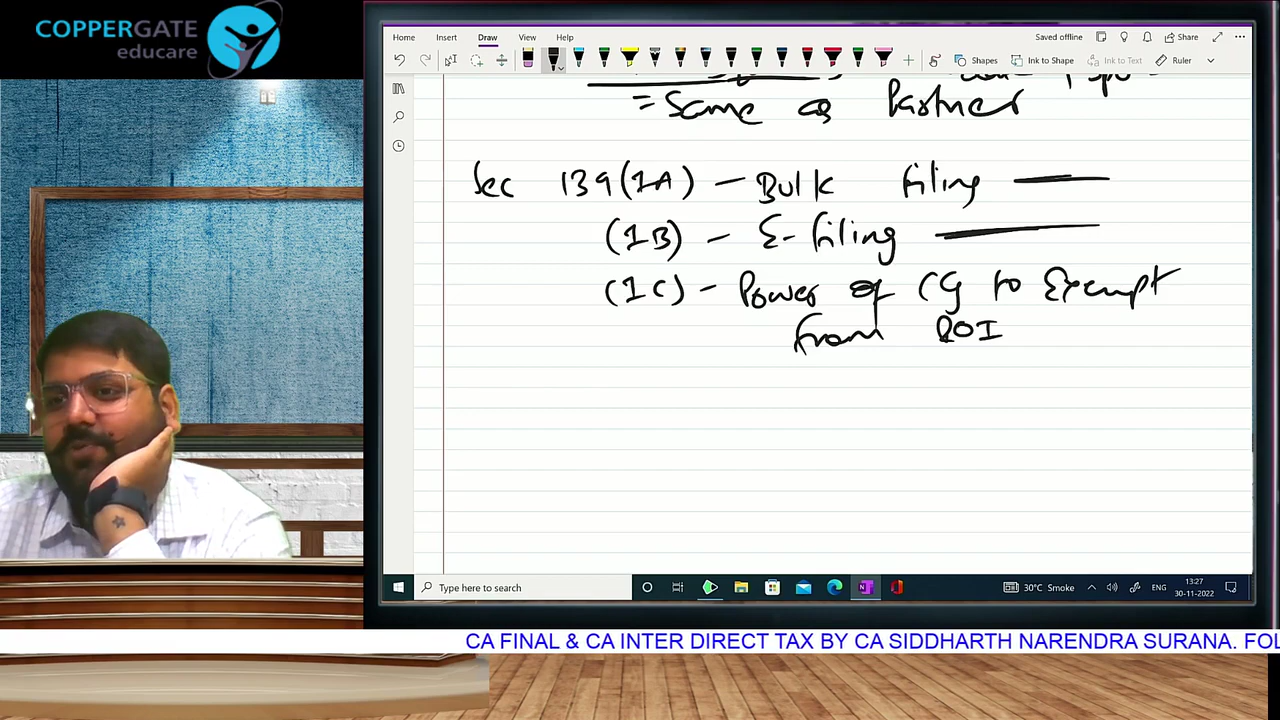 COPPERGATE
educare
Home Insert Draw View Help
Saved offline Share
Shapes Ink to Shape Ink to Text Ruler
= Same as Partner
Sec 139(1A) – Bulk filing
(1B) – E-filing
(1C) – Power of CG to Exempt
from ROI
Type here to search
30°C Smoke ENG 13:27
30-11-2022
CA FINAL & CA INTER DIRECT TAX BY CA SIDDHARTH NARENDRA SURANA. FOL